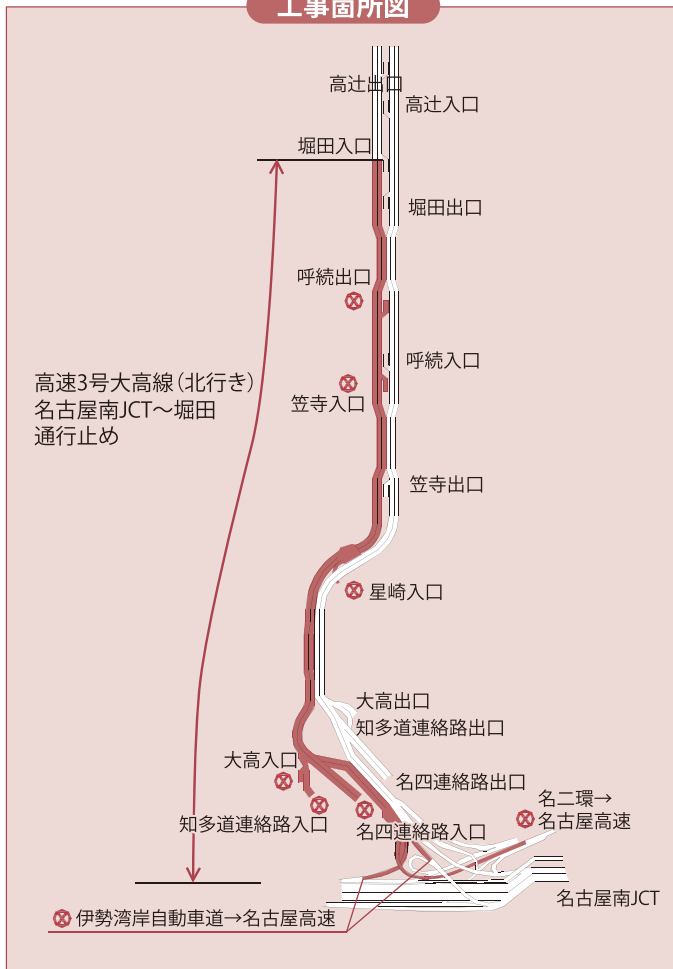 工事箇所図
高辻出口
高辻入口
堀田入口
堀田出口
呼続出口
呼続入口
高速3号大高線（北行き）
名古屋南JCT～堀田
通行止め
笠寺入口
笠寺出口
星崎入口
大高出口
知多道連絡路出口
大高入口
名四連絡路出口
名二環→
名古屋高速
知多道連絡路入口
名四連絡路入口
名古屋南JCT
伊勢湾岸自動車道→名古屋高速